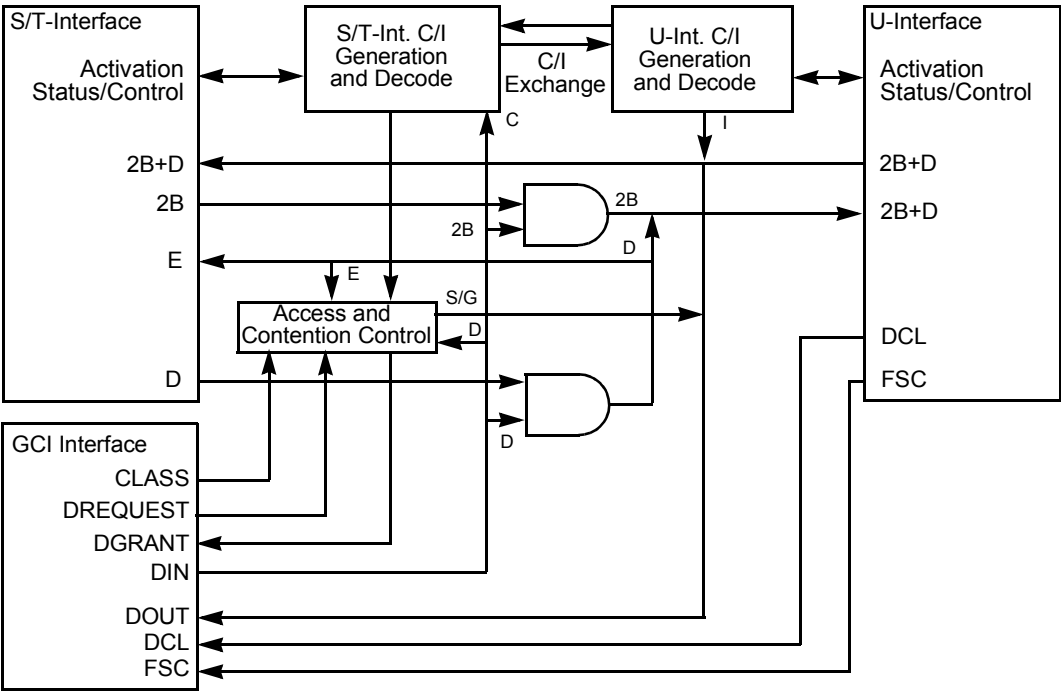 S/T-Interface
Activation
Status/Control
2B+D
2B
E
D
S/T-Int. C/I
Generation
and Decode
C/I
Exchange
U-Int. C/I
Generation
and Decode
U-Interface
Activation
Status/Control
2B+D
2B+D
DCL
FSC
C
I
2B
2B
D
E
S/G
Access and
Contention Control
D
D
GCI Interface
CLASS
DREQUEST
DGRANT
DIN
DOUT
DCL
FSC